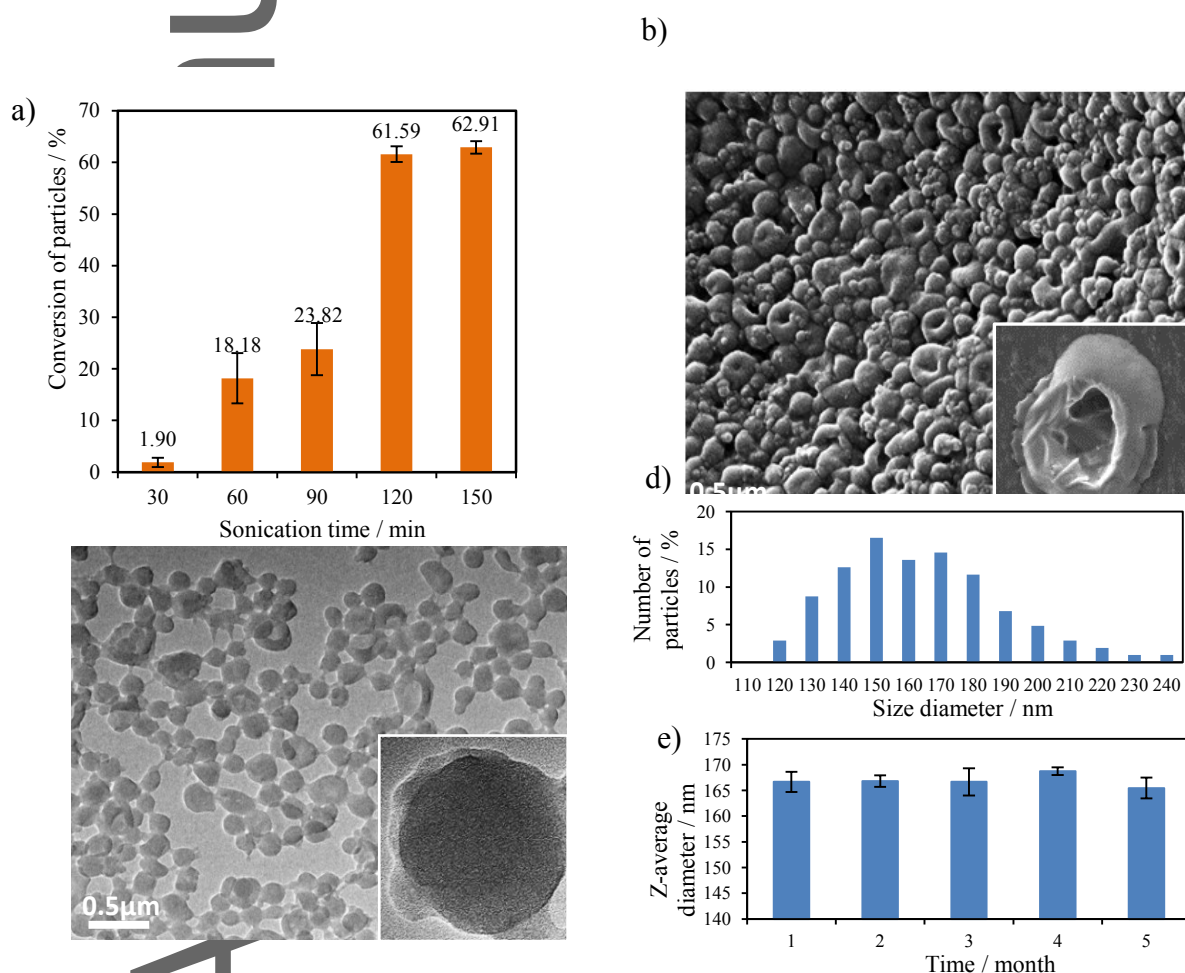 b)
a)
70
60
50
40
30
20
10
0
1.90
18.18
23.82
61.59
62.91
30 60 90 120 150
Conversion of particles / %
Sonication time / min
0.5µm
d)
20
15
10
5
0
Number of
particles / %
110 120 130 140 150 160 170 180 190 200 210 220 230 240
Size diameter / nm
0.5µm
e)
175
170
165
160
155
150
145
140
Z-average
diameter / nm
1 2 3 4 5
Time / month